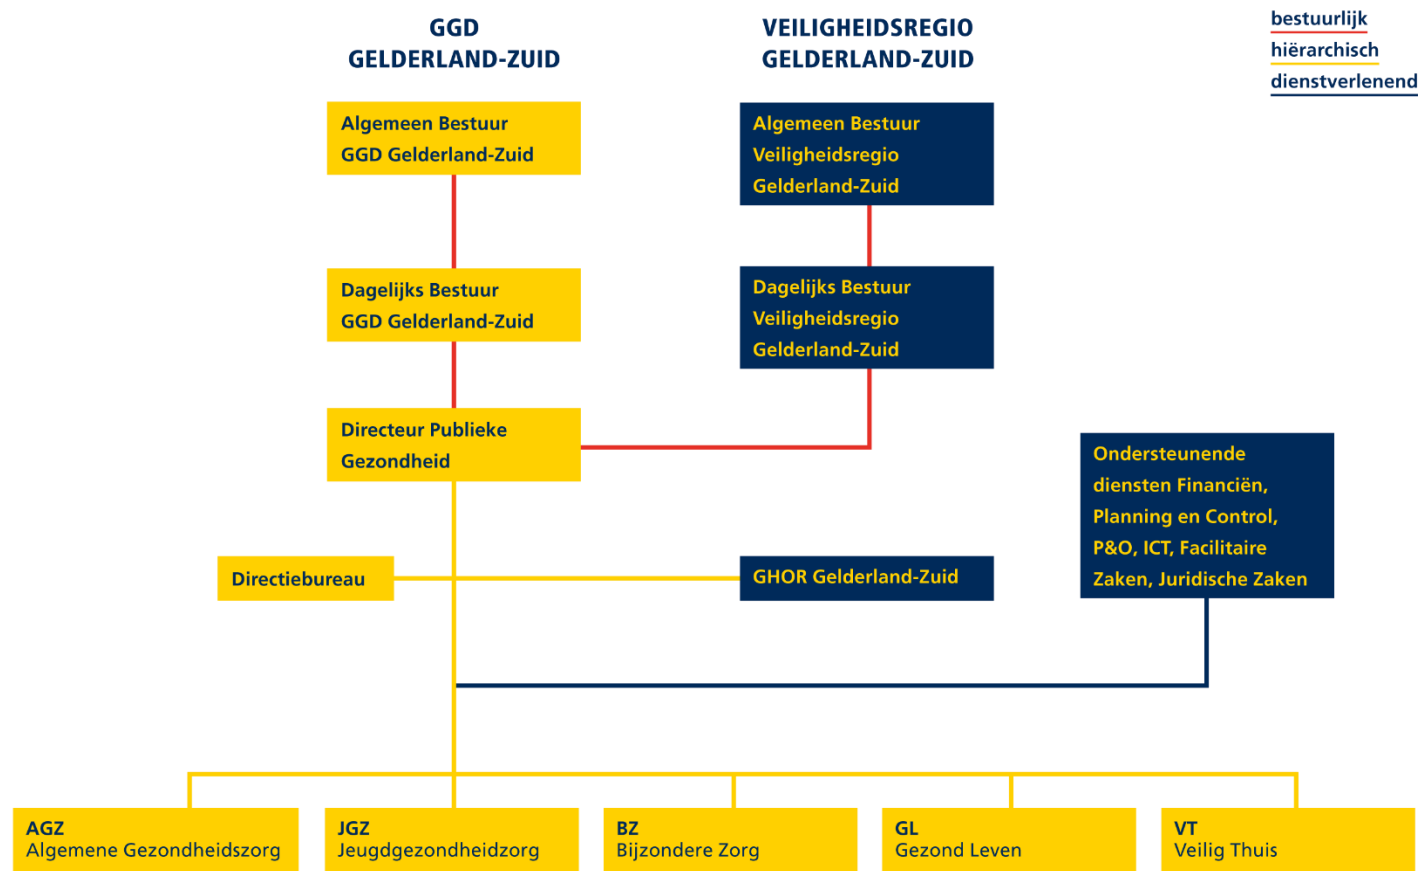 GGD
GELDERLAND-ZUID
VEILIGHEIDSREGIO
GELDERLAND-ZUID
bestuurlijk
hiërarchisch
dienstverlenend
Algemeen Bestuur
GGD Gelderland-Zuid
Algemeen Bestuur
Veiligheidsregio
Gelderland-Zuid
Dagelijks Bestuur
GGD Gelderland-Zuid
Dagelijks Bestuur
Veiligheidsregio
Gelderland-Zuid
Directeur Publieke
Gezondheid
Ondersteunende
diensten Financiën,
Planning en Control,
P&O, ICT, Facilitaire
Zaken, Juridische Zaken
Directiebureau
GHOR Gelderland-Zuid
AGZ
Algemene Gezondheidszorg
JGZ
Jeugdgezondheidzorg
BZ
Bijzondere Zorg
GL
Gezond Leven
VT
Veilig Thuis